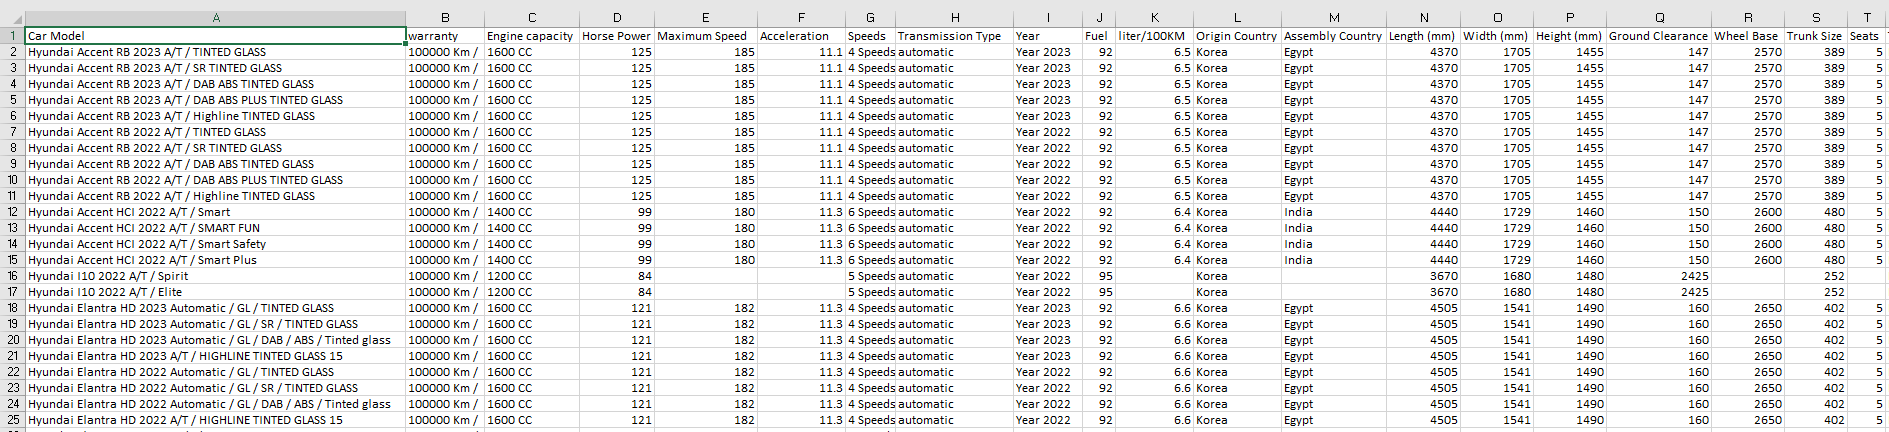 A B C D E F G H I J K L M N O P Q R S T
1 Car Model warranty Engine capacity Horse Power Maximum Speed Acceleration Speeds Transmission Type Year Fuel liter/100KM Origin Country Assembly Country Length (mm) Width (mm) Height (mm) Ground Clearance Wheel Base Trunk Size Seats
2 Hyundai Accent RB 2023 A/T / TINTED GLASS 100000 Km / 1600 CC 125 185 11.1 4 Speeds automatic Year 2023 92 6.5 Korea Egypt 4370 1705 1455 147 2570 389 5
3 Hyundai Accent RB 2023 A/T / SR TINTED GLASS 100000 Km / 1600 CC 125 185 11.1 4 Speeds automatic Year 2023 92 6.5 Korea Egypt 4370 1705 1455 147 2570 389 5
4 Hyundai Accent RB 2023 A/T / DAB ABS TINTED GLASS 100000 Km / 1600 CC 125 185 11.1 4 Speeds automatic Year 2023 92 6.5 Korea Egypt 4370 1705 1455 147 2570 389 5
5 Hyundai Accent RB 2023 A/T / DAB ABS PLUS TINTED GLASS 100000 Km / 1600 CC 125 185 11.1 4 Speeds automatic Year 2023 92 6.5 Korea Egypt 4370 1705 1455 147 2570 389 5
6 Hyundai Accent RB 2023 A/T / Highline TINTED GLASS 100000 Km / 1600 CC 125 185 11.1 4 Speeds automatic Year 2023 92 6.5 Korea Egypt 4370 1705 1455 147 2570 389 5
7 Hyundai Accent RB 2022 A/T / TINTED GLASS 100000 Km / 1600 CC 125 185 11.1 4 Speeds automatic Year 2022 92 6.5 Korea Egypt 4370 1705 1455 147 2570 389 5
8 Hyundai Accent RB 2022 A/T / SR TINTED GLASS 100000 Km / 1600 CC 125 185 11.1 4 Speeds automatic Year 2022 92 6.5 Korea Egypt 4370 1705 1455 147 2570 389 5
9 Hyundai Accent RB 2022 A/T / DAB ABS TINTED GLASS 100000 Km / 1600 CC 125 185 11.1 4 Speeds automatic Year 2022 92 6.5 Korea Egypt 4370 1705 1455 147 2570 389 5
10 Hyundai Accent RB 2022 A/T / DAB ABS PLUS TINTED GLASS 100000 Km / 1600 CC 125 185 11.1 4 Speeds automatic Year 2022 92 6.5 Korea Egypt 4370 1705 1455 147 2570 389 5
11 Hyundai Accent RB 2022 A/T / Highline TINTED GLASS 100000 Km / 1600 CC 125 185 11.1 4 Speeds automatic Year 2022 92 6.5 Korea Egypt 4370 1705 1455 147 2570 389 5
12 Hyundai Accent HCI 2022 A/T / Smart 100000 Km / 1400 CC 99 180 11.3 6 Speeds automatic Year 2022 92 6.4 Korea India 4440 1729 1460 150 2600 480 5
13 Hyundai Accent HCI 2022 A/T / SMART FUN 100000 Km / 1400 CC 99 180 11.3 6 Speeds automatic Year 2022 92 6.4 Korea India 4440 1729 1460 150 2600 480 5
14 Hyundai Accent HCI 2022 A/T / Smart Safety 100000 Km / 1400 CC 99 180 11.3 6 Speeds automatic Year 2022 92 6.4 Korea India 4440 1729 1460 150 2600 480 5
15 Hyundai Accent HCI 2022 A/T / Smart Plus 100000 Km / 1400 CC 99 180 11.3 6 Speeds automatic Year 2022 92 6.4 Korea India 4440 1729 1460 150 2600 480 5
16 Hyundai I10 2022 A/T / Spirit 100000 Km / 1200 CC 84 5 Speeds automatic Year 2022 95 Korea 3670 1680 1480 2425 252
17 Hyundai I10 2022 A/T / Elite 100000 Km / 1200 CC 84 5 Speeds automatic Year 2022 95 Korea 3670 1680 1480 2425 252
18 Hyundai Elantra HD 2023 Automatic / GL / TINTED GLASS 100000 Km / 1600 CC 121 182 11.3 4 Speeds automatic Year 2023 92 6.6 Korea Egypt 4505 1541 1490 160 2650 402 5
19 Hyundai Elantra HD 2023 Automatic / GL / SR / TINTED GLASS 100000 Km / 1600 CC 121 182 11.3 4 Speeds automatic Year 2023 92 6.6 Korea Egypt 4505 1541 1490 160 2650 402 5
20 Hyundai Elantra HD 2023 Automatic / GL / DAB / ABS / Tinted glass 100000 Km / 1600 CC 121 182 11.3 4 Speeds automatic Year 2023 92 6.6 Korea Egypt 4505 1541 1490 160 2650 402 5
21 Hyundai Elantra HD 2023 A/T / HIGHLINE TINTED GLASS 15 100000 Km / 1600 CC 121 182 11.3 4 Speeds automatic Year 2023 92 6.6 Korea Egypt 4505 1541 1490 160 2650 402 5
22 Hyundai Elantra HD 2022 Automatic / GL / TINTED GLASS 100000 Km / 1600 CC 121 182 11.3 4 Speeds automatic Year 2022 92 6.6 Korea Egypt 4505 1541 1490 160 2650 402 5
23 Hyundai Elantra HD 2022 Automatic / GL / SR / TINTED GLASS 100000 Km / 1600 CC 121 182 11.3 4 Speeds automatic Year 2022 92 6.6 Korea Egypt 4505 1541 1490 160 2650 402 5
24 Hyundai Elantra HD 2022 Automatic / GL / DAB / ABS / Tinted glass 100000 Km / 1600 CC 121 182 11.3 4 Speeds automatic Year 2022 92 6.6 Korea Egypt 4505 1541 1490 160 2650 402 5
25 Hyundai Elantra HD 2022 A/T / HIGHLINE TINTED GLASS 15 100000 Km / 1600 CC 121 182 11.3 4 Speeds automatic Year 2022 92 6.6 Korea Egypt 4505 1541 1490 160 2650 402 5